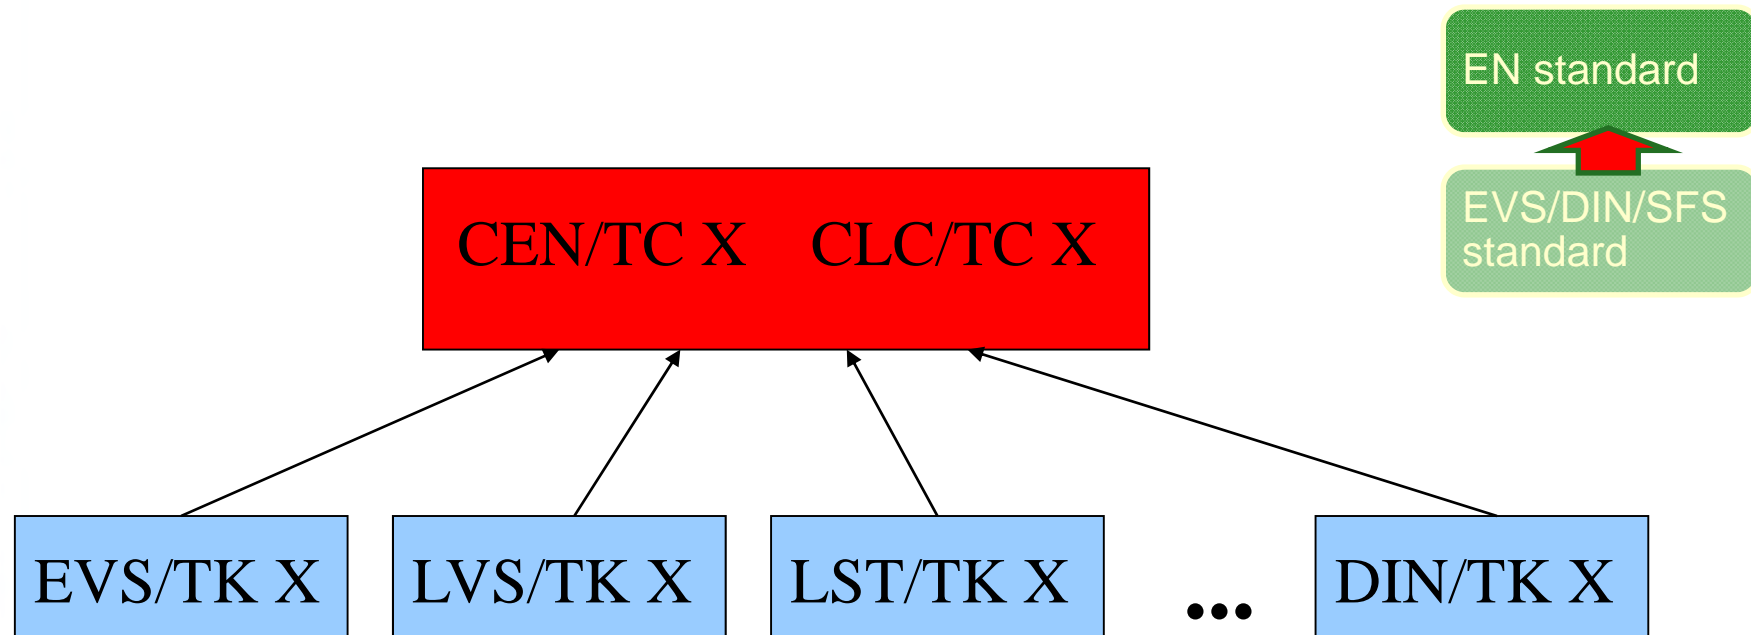 EN standard
EVS/DIN/SFS
standard
CEN/TC X CLC/TC X
EVS/TK X LVS/TK X LST/TK X ... DIN/TK X